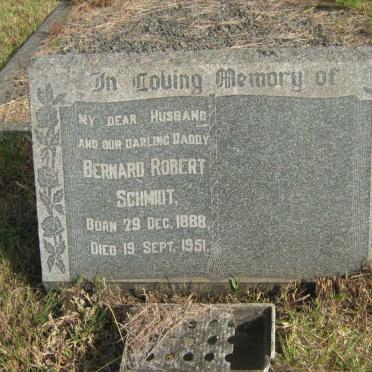 In Loving Memory of
MY DEAR HUSBAND
AND OUR DARLING DADDY
BERNARD ROBERT
SCHMIDT,
BORN 29 DEC. 1888,
DIED 19 SEPT. 1951.